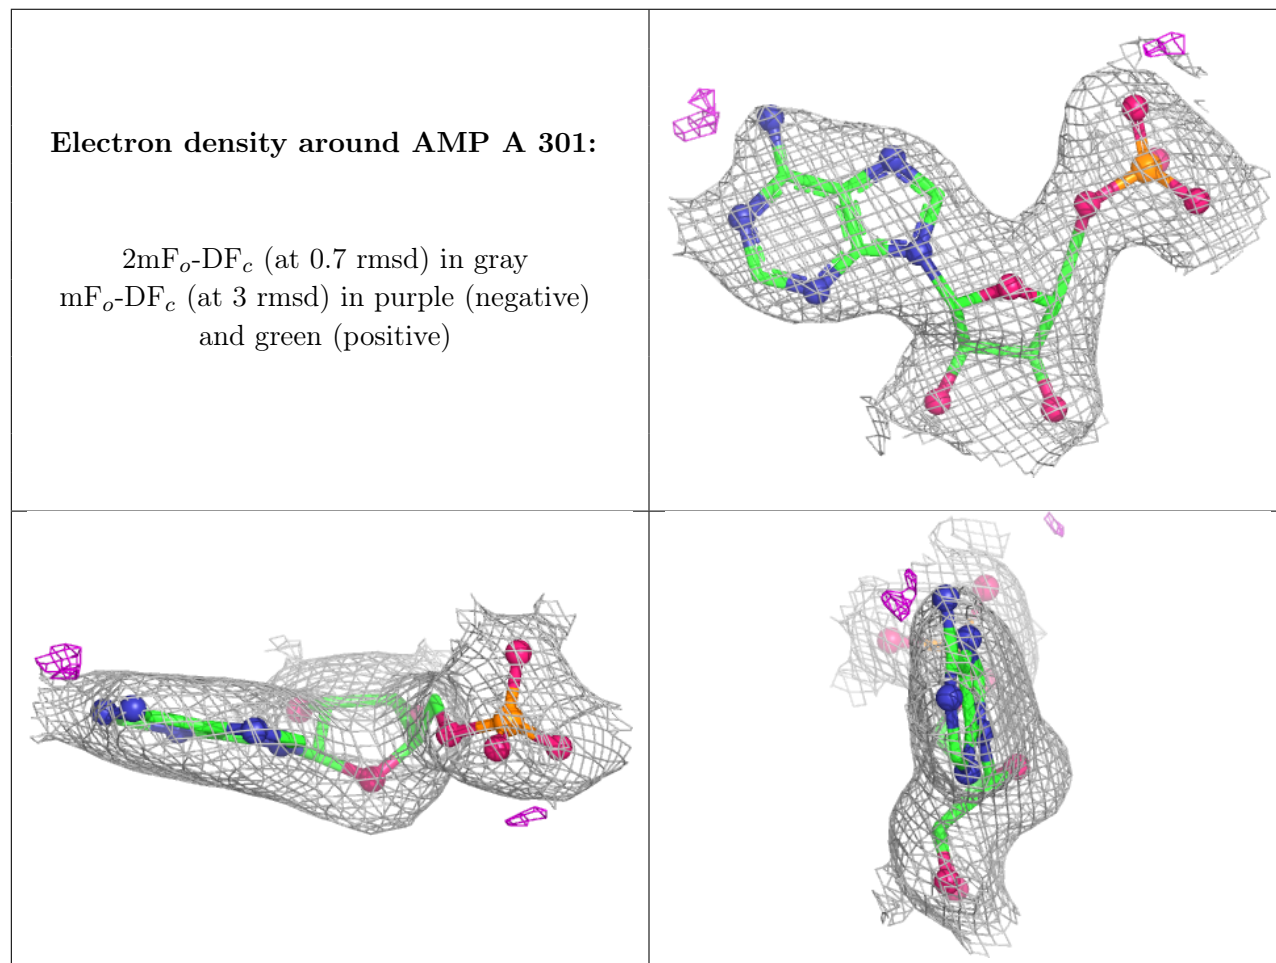 Electron density around AMP A 301:
2mFo-DFc (at 0.7 rmsd) in gray
mFo-DFc (at 3 rmsd) in purple (negative)
and green (positive)